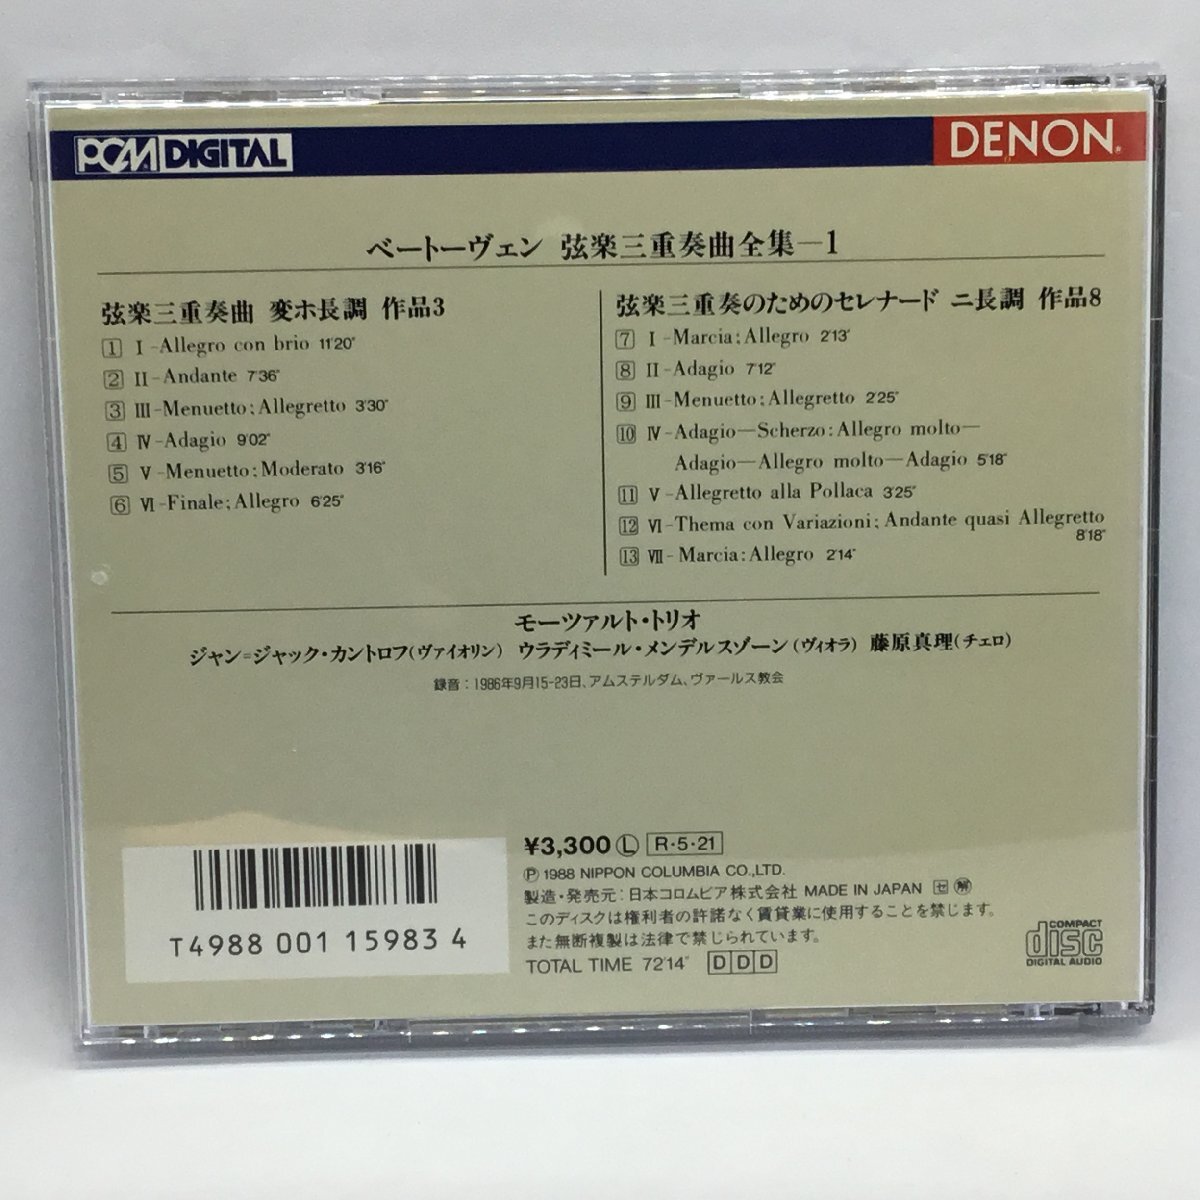 PCM DIGITAL
DENON
ベートーヴェン 弦楽三重奏曲全集—1
弦楽三重奏曲 変ホ長調 作品3
1 I-Allegro con brio 11'20"
2 II-Andante 7'36"
3 III-Menuetto:Allegretto 3'30"
4 IV-Adagio 9'02"
5 V-Menuetto:Moderato 3'16"
6 VI-Finale:Allegro 6'25"
弦楽三重奏のためのセレナード ニ長調 作品8
7 I-Marcia:Allegro 2'13"
8 II-Adagio 7'12"
9 III-Menuetto:Allegretto 2'25"
10 IV-Adagio—Scherzo:Allegro molto—
Adagio—Allegro molto—Adagio 5'18"
11 V-Allegretto alla Pollaca 3'25"
12 VI-Thema con Variazioni:Andante quasi Allegretto
8'18"
13 VII-Marcia:Allegro 2'14"
モーツァルト・トリオ
ジャン=ジャック・カントロフ(ヴァイオリン) ウラディミール・メンデルスゾーン(ヴィオラ) 藤原真理(チェロ)
録音：1986年9月15-23日、アムステルダム、ヴァールス教会
T4988 001 15983 4
¥3,300 Ⓛ R・5・21
Ⓟ 1988 NIPPON COLUMBIA CO.,LTD.
製造・発売元：日本コロムビア株式会社 MADE IN JAPAN セ 解
このディスクは権利者の許諾なく賃貸業に使用することを禁じます。
また無断複製は法律で禁じられています。
TOTAL TIME 72'14" DDD
COMPACT
disc
DIGITAL AUDIO